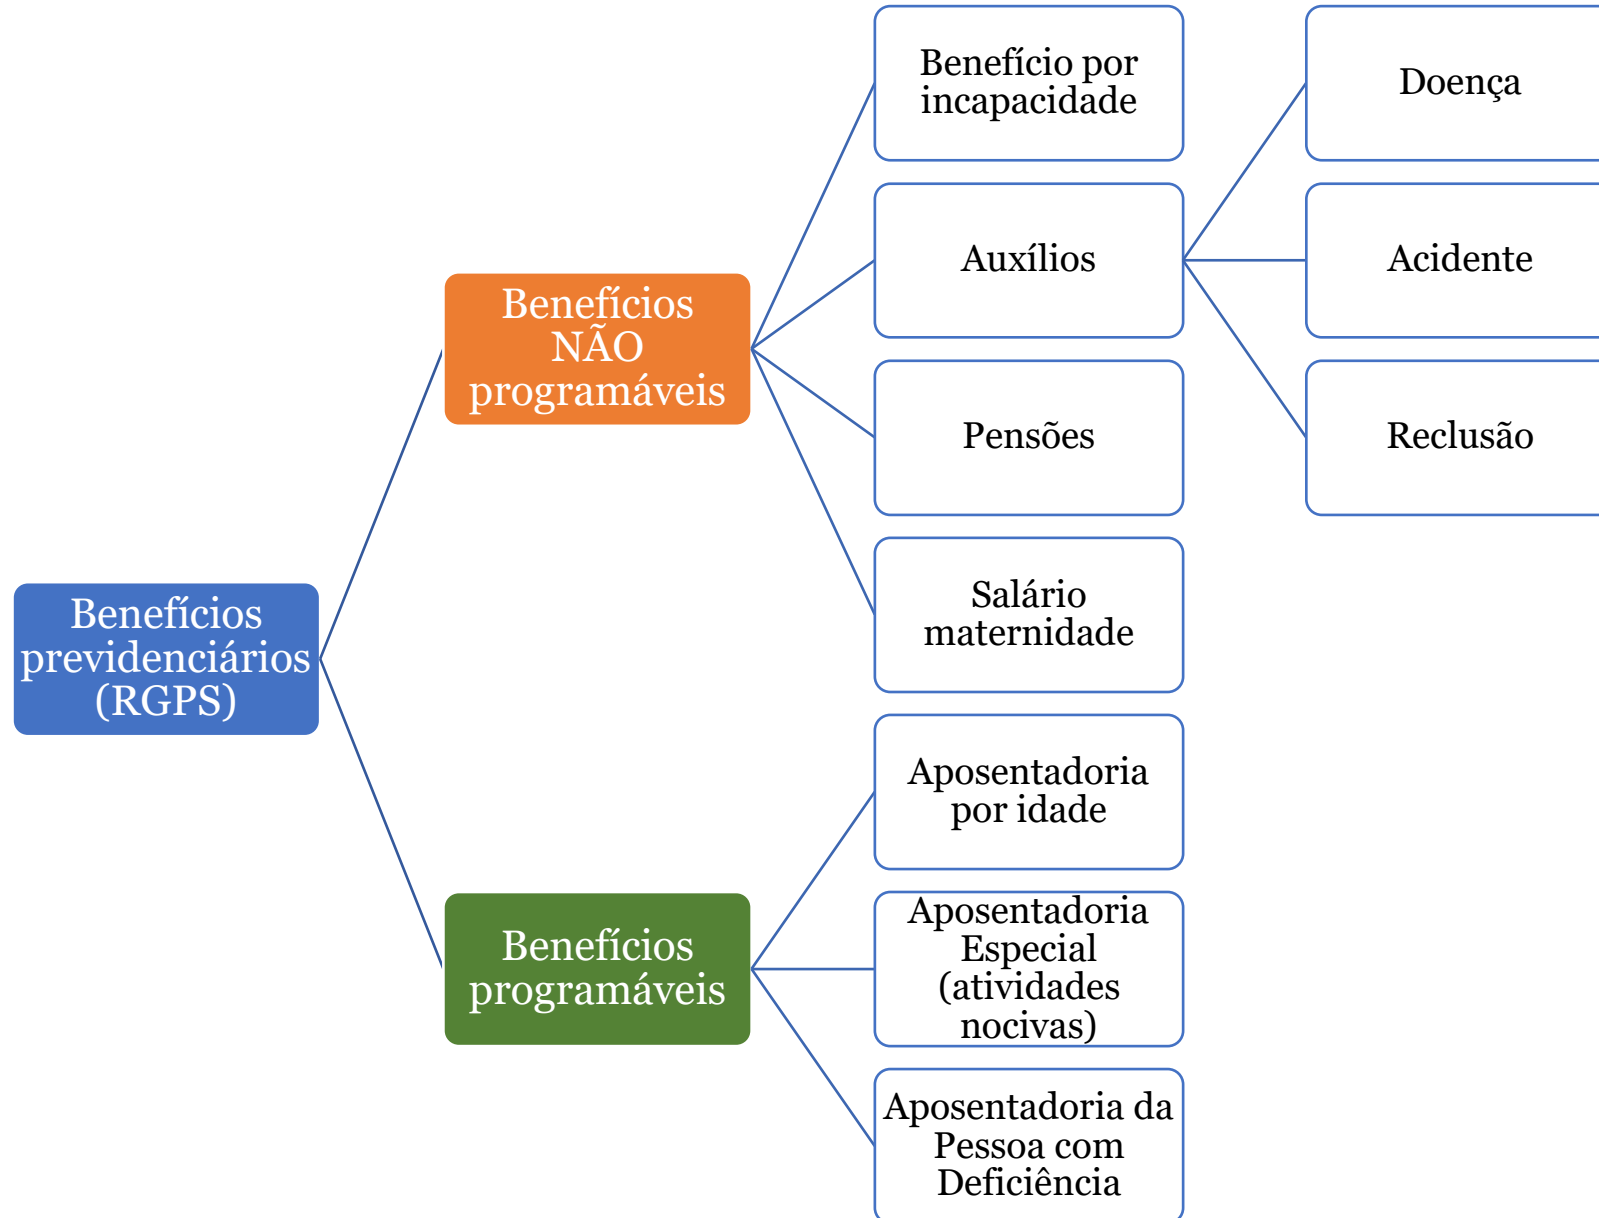 Benefícios
previdenciários
(RGPS)
Benefícios
NÃO
programáveis
Benefício por
incapacidade
Auxílios
Doença
Acidente
Reclusão
Pensões
Salário
maternidade
Benefícios
programáveis
Aposentadoria
por idade
Aposentadoria
Especial
(atividades
nocivas)
Aposentadoria da
Pessoa com
Deficiência